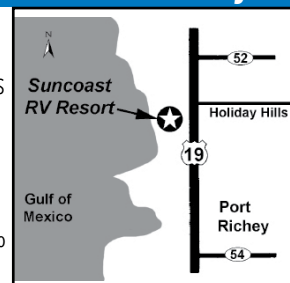 N
52
Suncoast
RV Resort
Holiday Hills
19
Gulf of
Mexico
Port
Richey
54